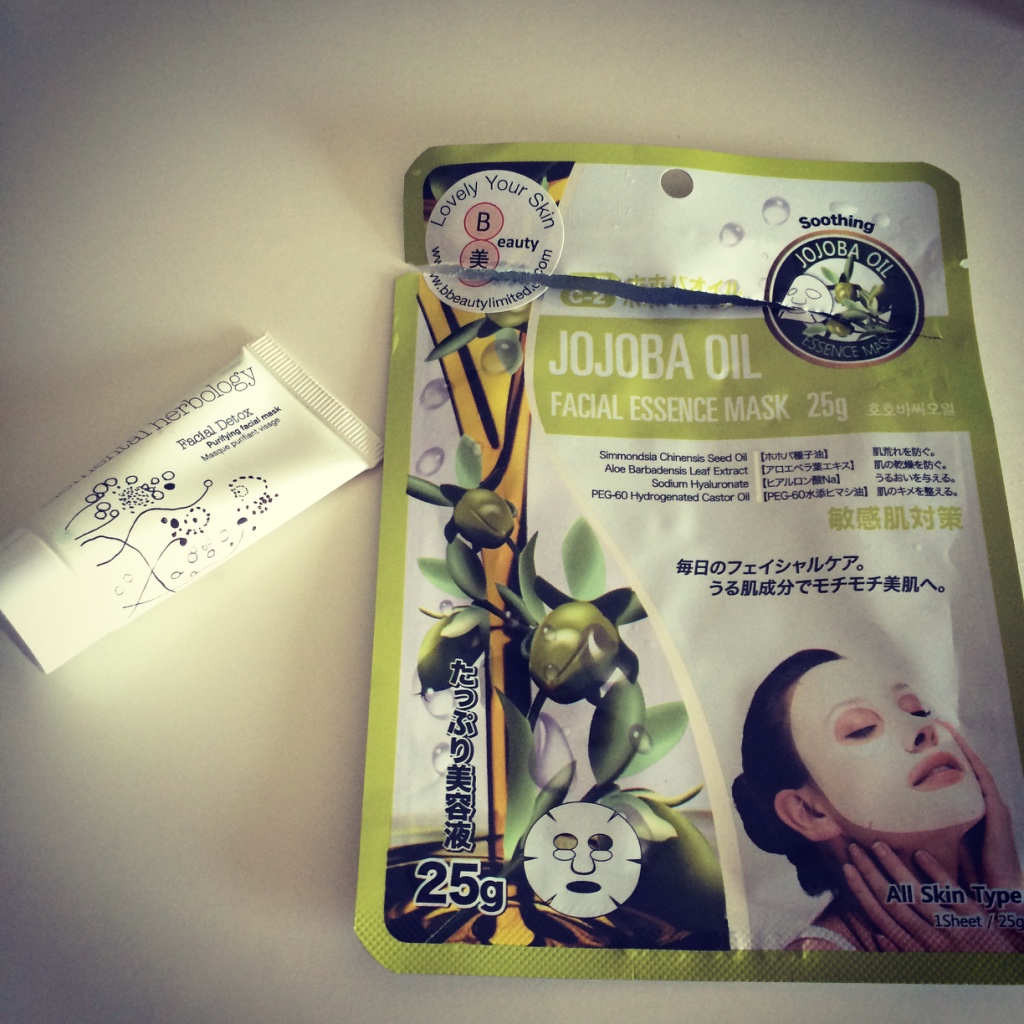 herbology
Facial Detox
Purifying facial mask
Masque purifiant visage
Lovely Your Skin
B
eauty
美
www.bbeautylimited.com
Soothing
JOJOBA OIL
ESSENCE MASK
C-2
JOJOBA OIL
FACIAL ESSENCE MASK 25g 호호바씨오일
Simmondsia Chinensis Seed Oil 【ホホバ種子油】
Aloe Barbadensis Leaf Extract 【アロエベラ葉エキス】
Sodium Hyaluronate 【ヒアルロン酸Na】
PEG-60 Hydrogenated Castor Oil 【PEG-60水添ヒマシ油】
肌荒れを防ぐ。
肌の乾燥を防ぐ。
うるおいを与える。
肌のキメを整える。
敏感肌対策
毎日のフェイシャルケア。
うる肌成分でモチモチ美肌へ。
たっぷり美容液
25g
All Skin Type
1Sheet / 25g